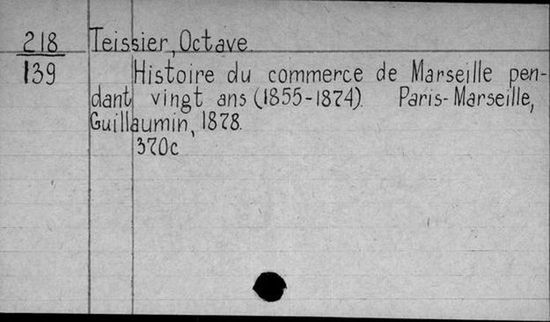 218 Teissier, Octave.
139 Histoire du commerce de Marseille pen-
dant vingt ans (1855-1874). Paris-Marseille,
Guillaumin, 1878.
370c